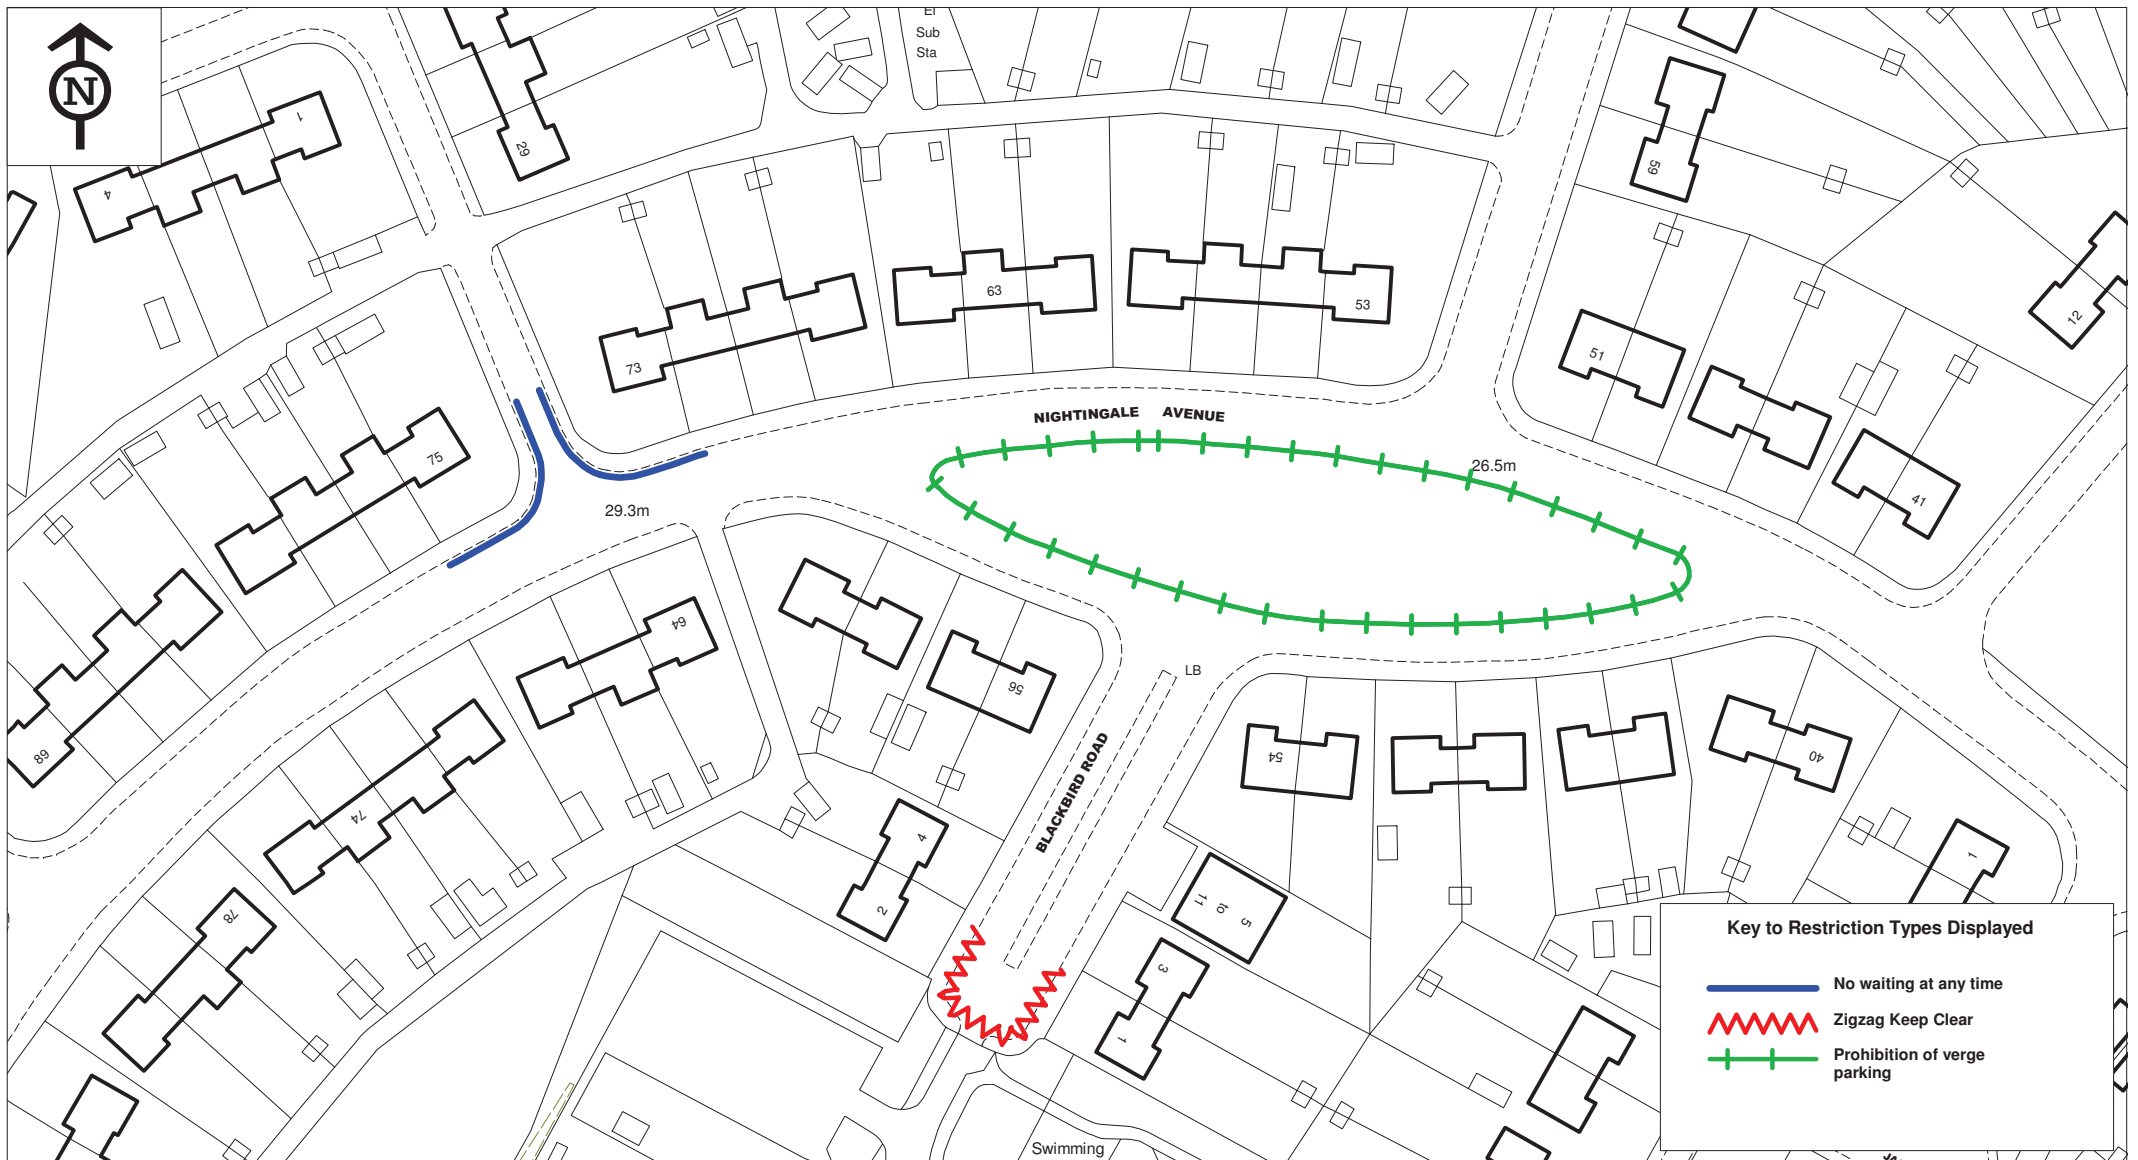 N
El
Sub
Sta
1
4
29
59
12
63
53
73
51
NIGHTINGALE AVENUE
75
26.5m
41
29.3m
64
56
LB
54
40
89
74
BLACKBIRD ROAD
4
2
1
78
11
to
5
3
1
Swimming
Key to Restriction Types Displayed
No waiting at any time
Zigzag Keep Clear
Prohibition of verge
parking